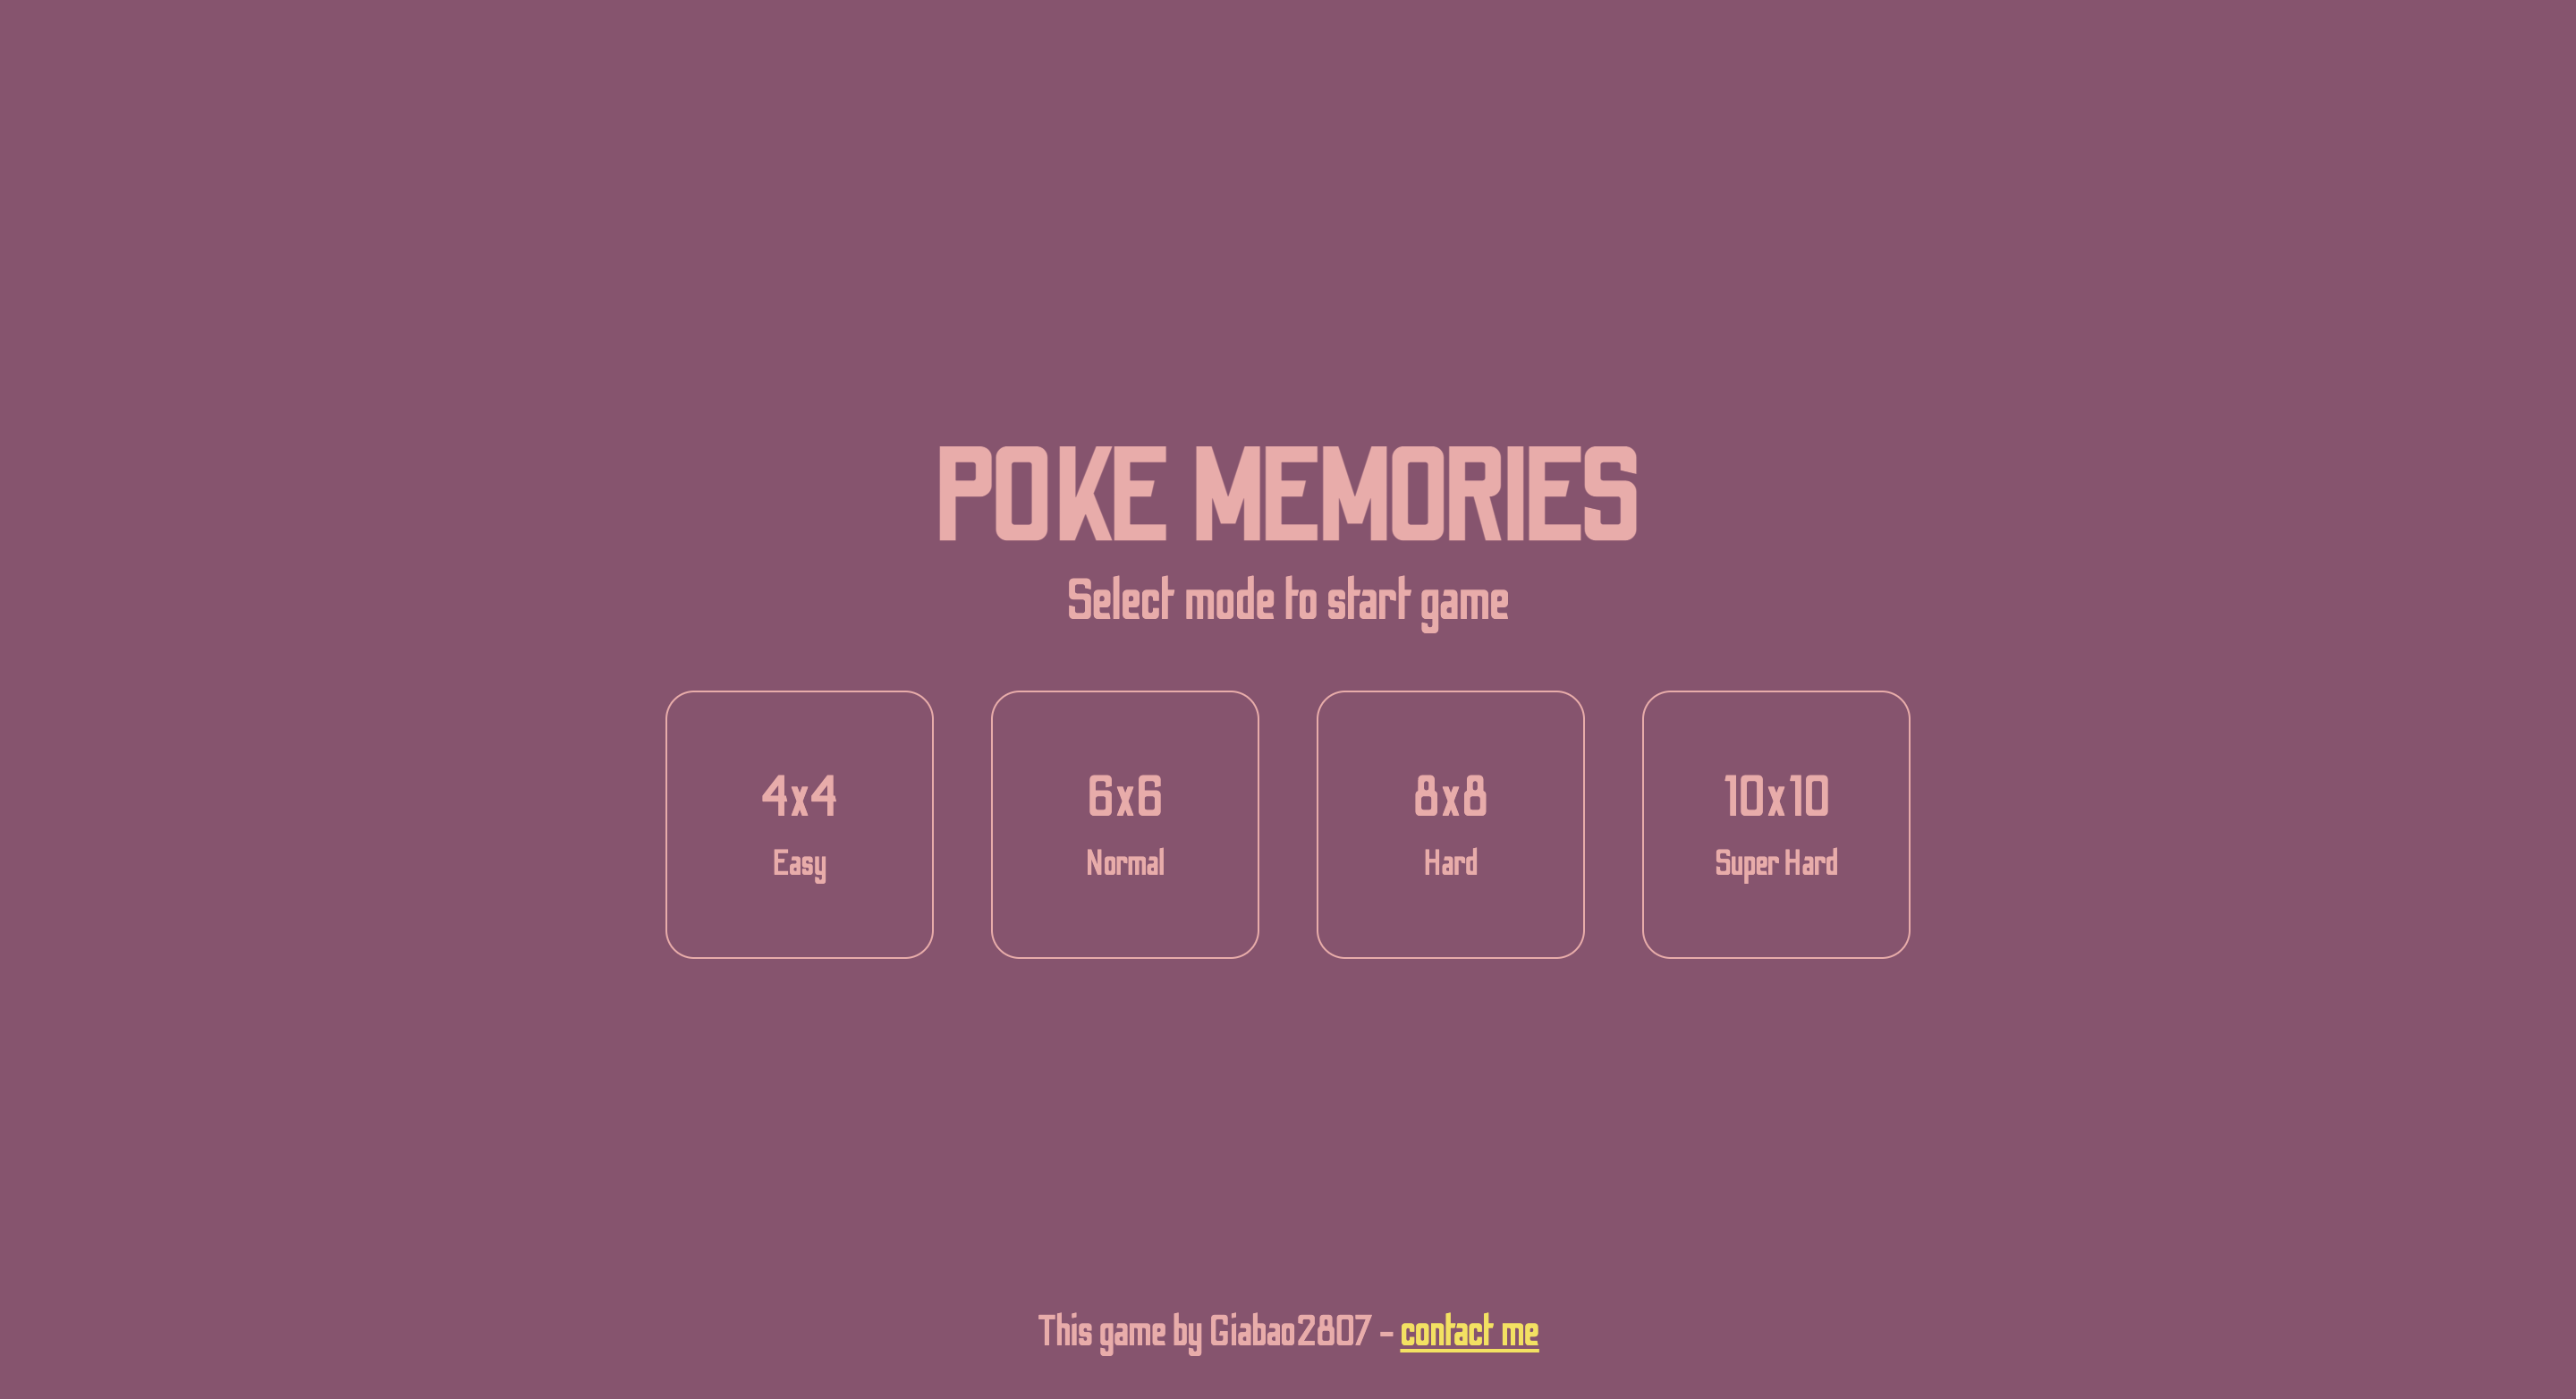 POKE MEMORIES
Select mode to start game
4x4
Easy
6x6
Normal
8x8
Hard
10x10
Super Hard
This game by Giabao2807 - contact me